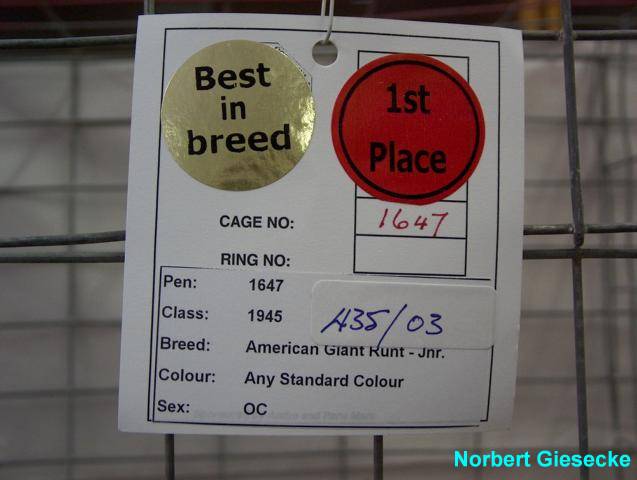 Best
in
breed
1st
Place
CAGE NO: 1647
RING NO:
Pen: 1647
Class: 1945
A35/03
Breed: American Giant Runt - Jnr.
Colour: Any Standard Colour
Sex: OC
Norbert Giesecke